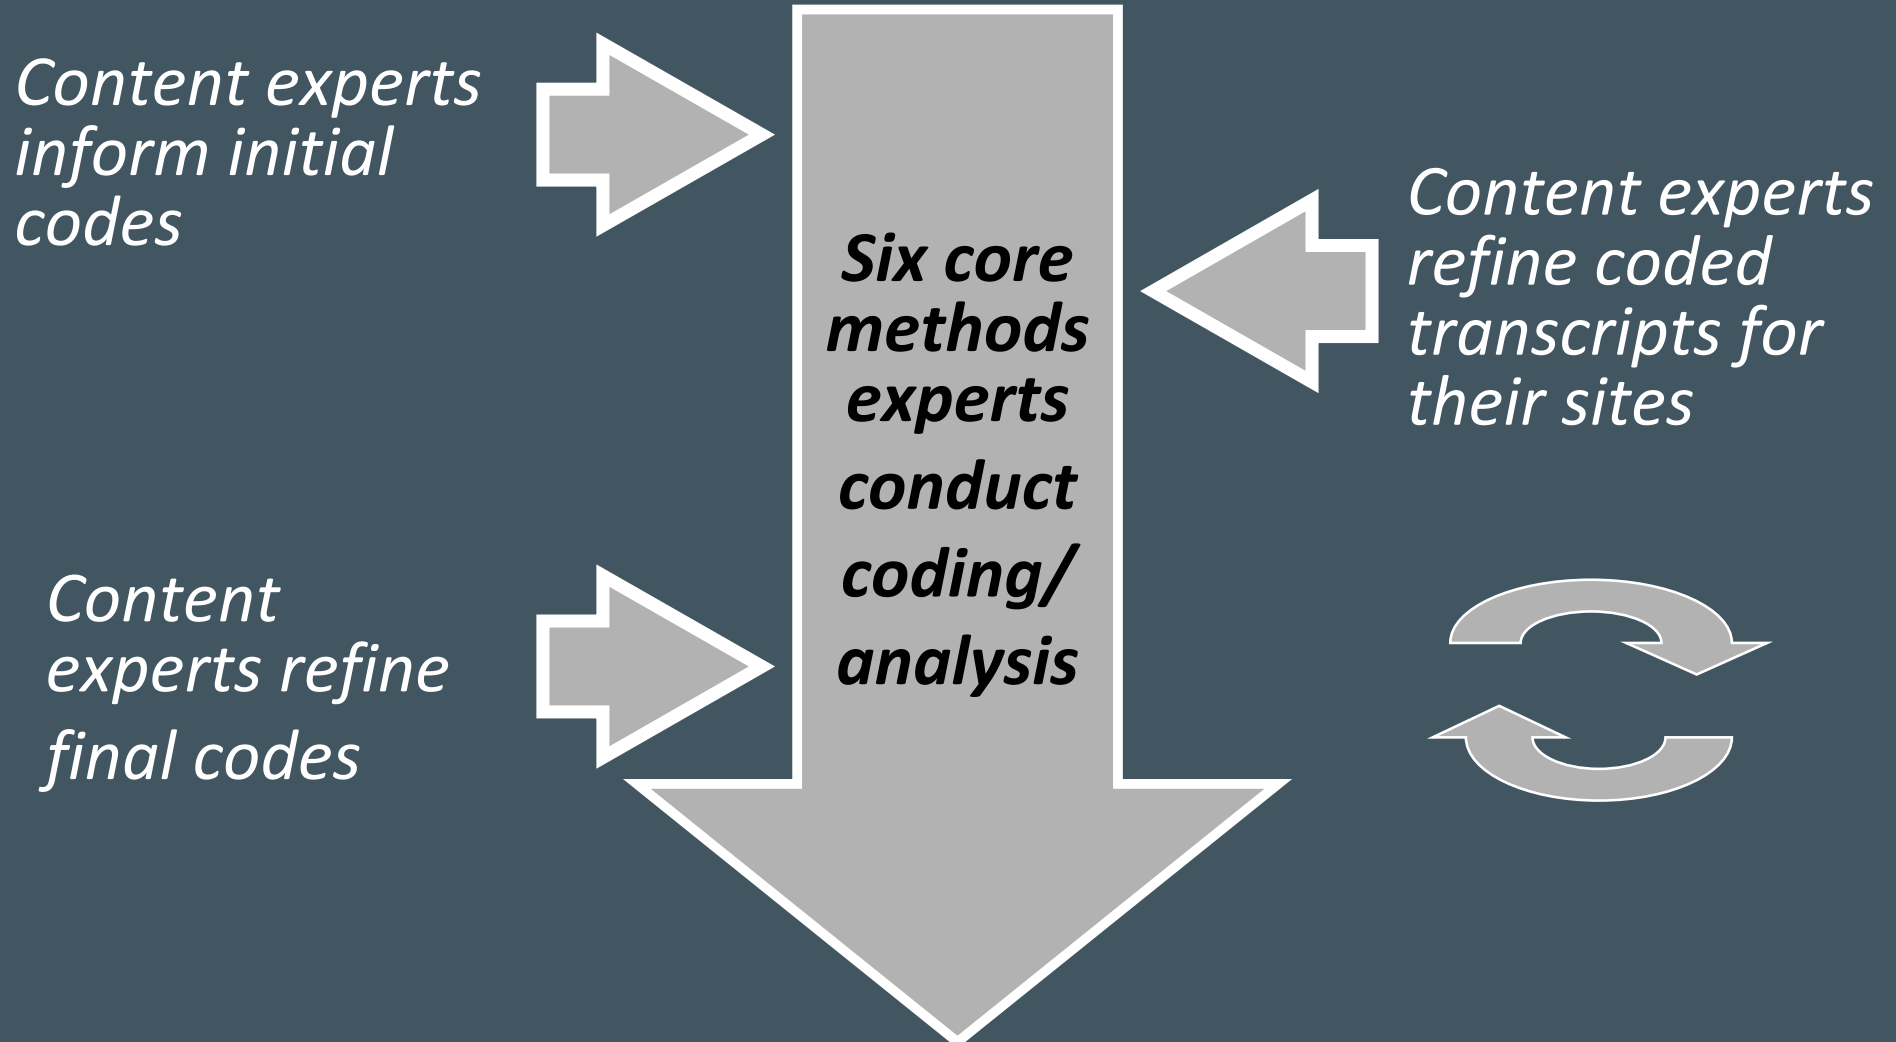 Content experts
inform initial
codes
Six core
methods
experts
conduct
coding/
analysis
Content experts
refine coded
transcripts for
their sites
Content
experts refine
final codes